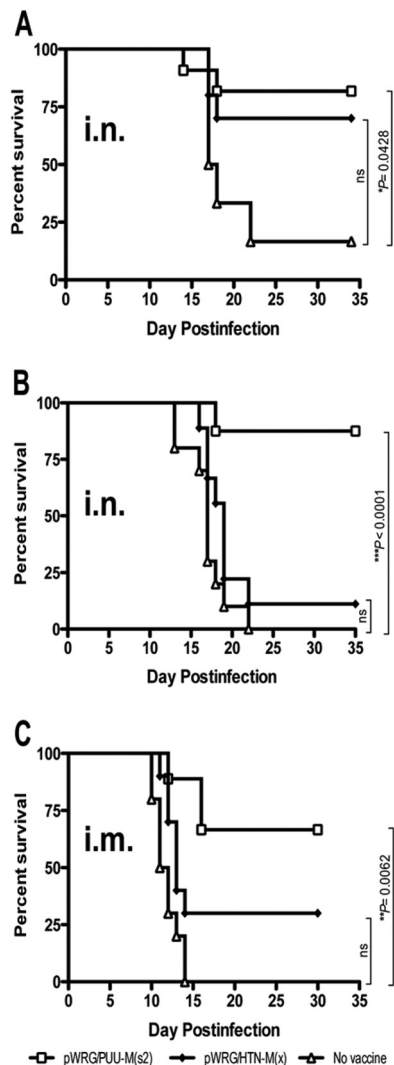 A
Percent survival
100
75
50
25
0
i.n.
ns
*P= 0.0428
0 5 10 15 20 25 30 35
Day Postinfection
B
Percent survival
100
75
50
25
0
i.n.
ns
***P < 0.0001
0 5 10 15 20 25 30 35
Day Postinfection
C
Percent survival
100
75
50
25
0
i.m.
ns
**P= 0.0062
0 5 10 15 20 25 30 35
Day Postinfection
pWRG/PUU-M(s2) pWRG/HTN-M(x) No vaccine